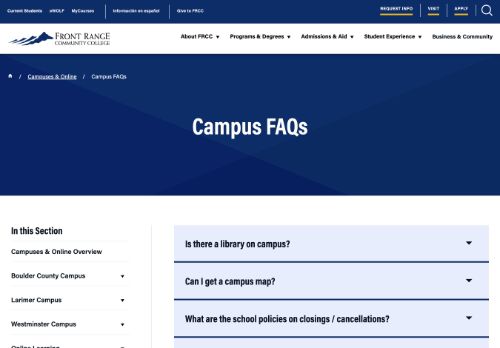 Current Students eWOLF MyCourses Información en español Give to FRCC REQUEST INFO VISIT APPLY
FRONT RANGE
COMMUNITY COLLEGE
About FRCC Programs & Degrees Admissions & Aid Student Experience Business & Community
/ Campuses & Online / Campus FAQs
Campus FAQs
In this Section
Campuses & Online Overview
Boulder County Campus
Larimer Campus
Westminster Campus
Online Learning
Is there a library on campus?
Can I get a campus map?
What are the school policies on closings / cancellations?